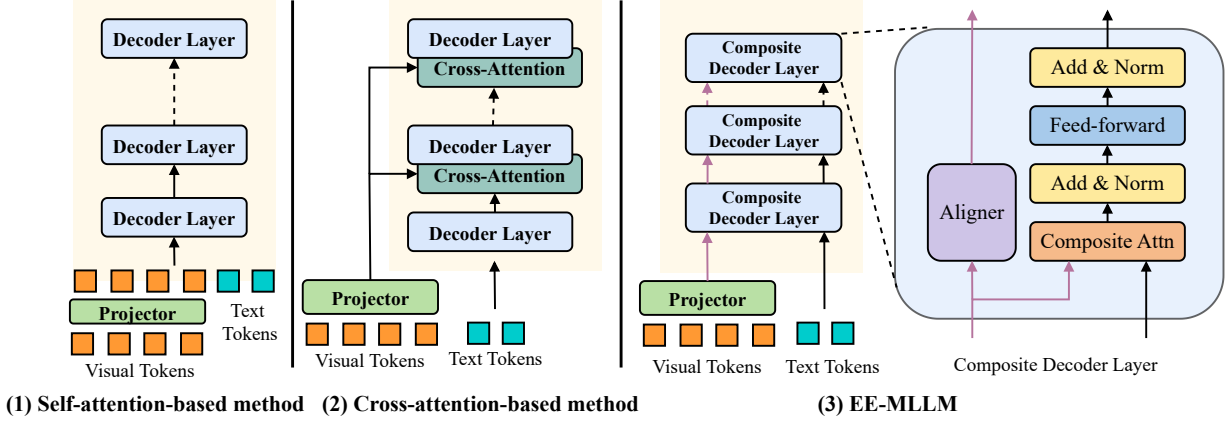 Decoder Layer
Decoder Layer
Decoder Layer
Projector
Text
Tokens
Visual Tokens
(1) Self-attention-based method
Decoder Layer
Cross-Attention
Decoder Layer
Cross-Attention
Decoder Layer
Projector
Visual Tokens
Text Tokens
(2) Cross-attention-based method
Composite
Decoder Layer
Composite
Decoder Layer
Composite
Decoder Layer
Projector
Visual Tokens
Text Tokens
Add & Norm
Feed-forward
Add & Norm
Aligner
Composite Attn
Composite Decoder Layer
(3) EE-MLLM